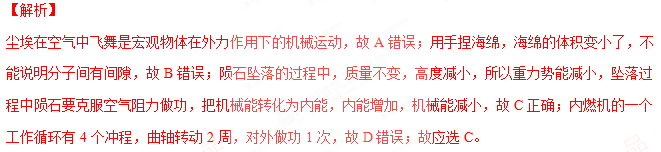 【解析】
尘埃在空气中飞舞是宏观物体在外力作用下的机械运动，故 A 错误；用手捏海绵，海绵的体积变小了，不
能说明分子间有间隙，故 B 错误；陨石坠落的过程中，质量不变，高度减小，所以重力势能减小，坠落过
程中陨石要克服空气阻力做功，把机械能转化为内能，内能增加，机械能减小，故 C 正确；内燃机的一个
工作循环有 4 个冲程，曲轴转动 2 周，对外做功 1 次，故 D 错误；故应选 C。